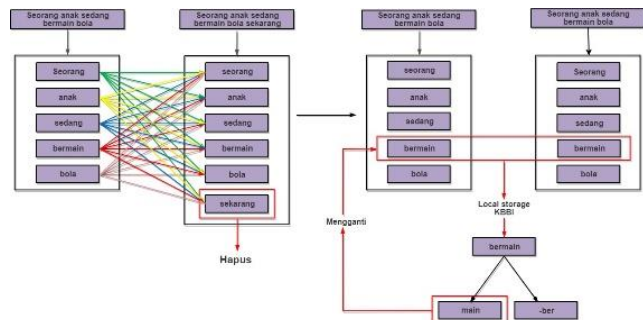 Seorang anak sedang
bermain bola
Seorang anak sedang
bermain bola sekarang
Seorang
anak
sedang
bermain
bola
seorang
anak
sedang
bermain
bola
sekarang
Hapus
Seorang anak sedang
bermain bola
Seorang anak sedang
bermain bola
seorang
anak
sedang
bermain
bola
Seorang
anak
sedang
bermain
bola
Mengganti
Local storage
KBBI
bermain
main
-ber